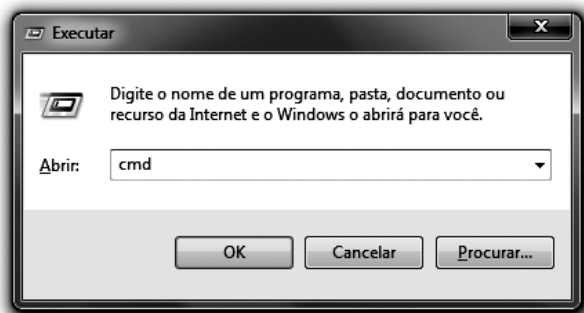 Executar
Digite o nome de um programa, pasta, documento ou
recurso da Internet e o Windows o abrirá para você.
Abrir: cmd
OK Cancelar Procurar...